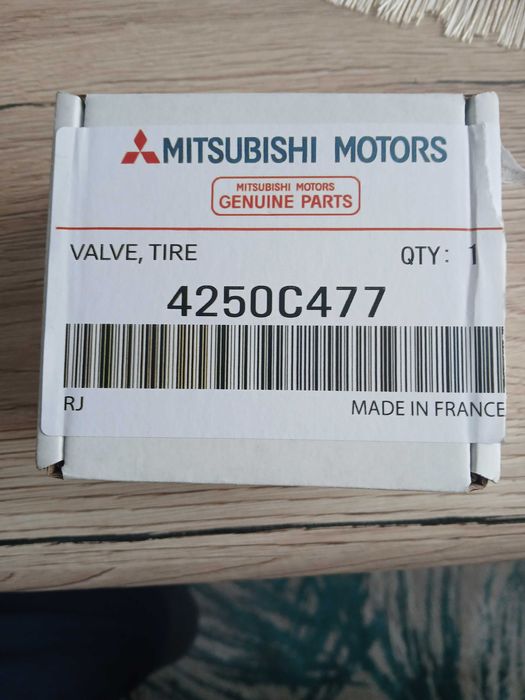 MITSUBISHI MOTORS
MITSUBISHI MOTORS
GENUINE PARTS
VALVE, TIRE QTY: 1
4250C477
RJ MADE IN FRANCE